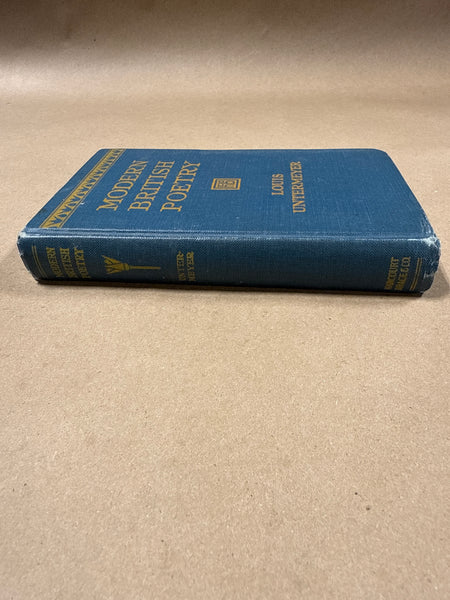 MODERN
BRITISH
POETRY
LOUIS
UNTERMEYER
MODERN
BRITISH
POETRY
UNTER-
MEYER
HARCOURT
BRACE & CO.